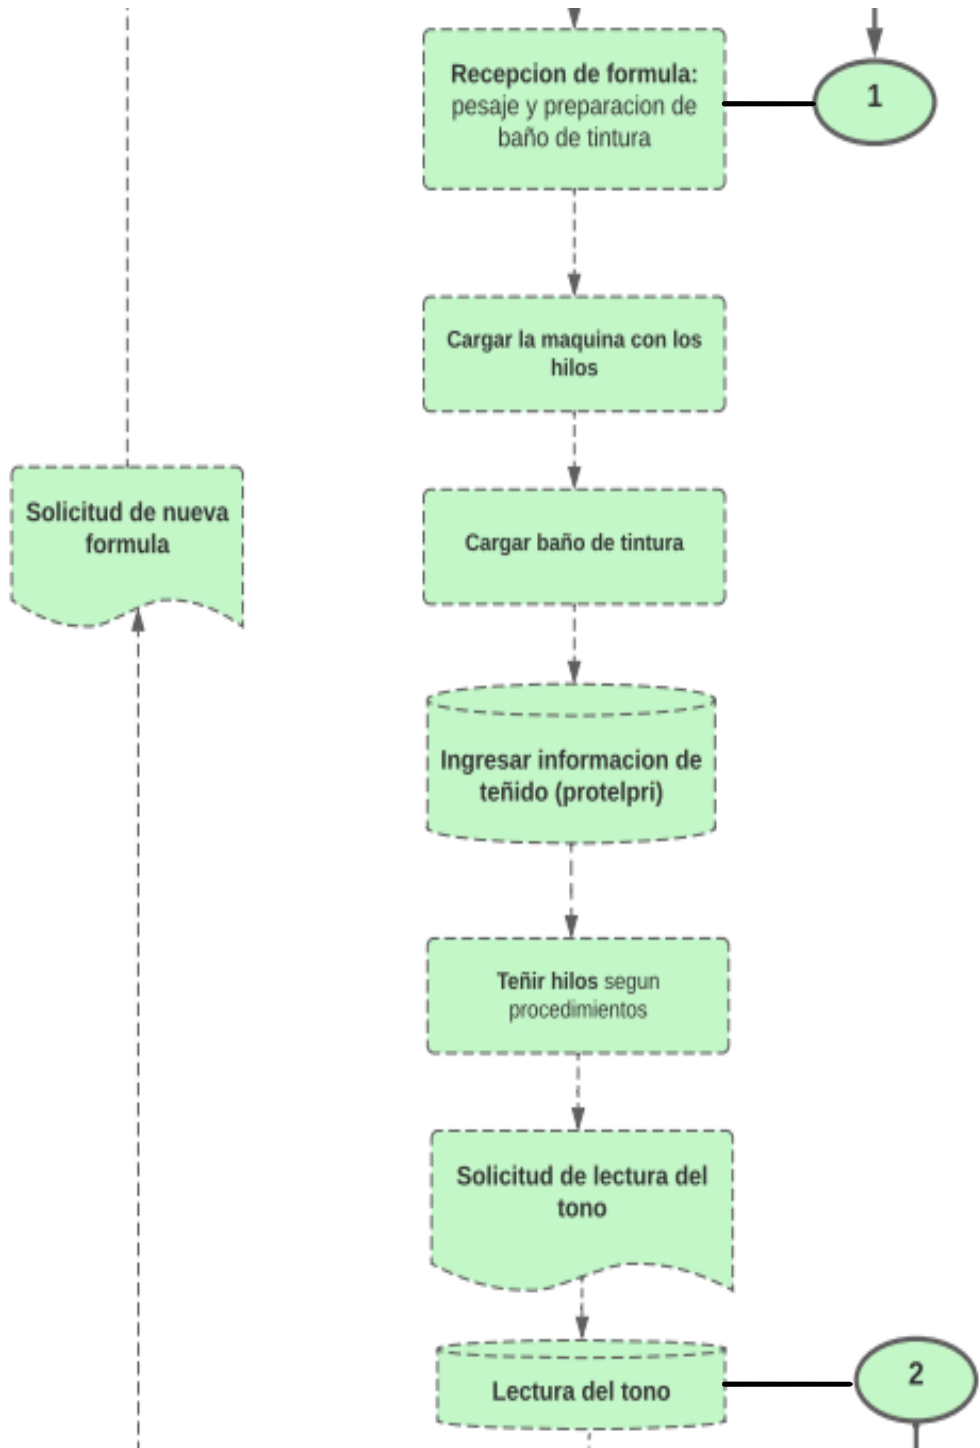 Recepcion de formula:
pesaje y preparacion de
baño de tintura
1
Cargar la maquina con los
hilos
Solicitud de nueva
formula
Cargar baño de tintura
Ingresar informacion de
teñido (protelpri)
Teñir hilos segun
procedimientos
Solicitud de lectura del
tono
Lectura del tono
2